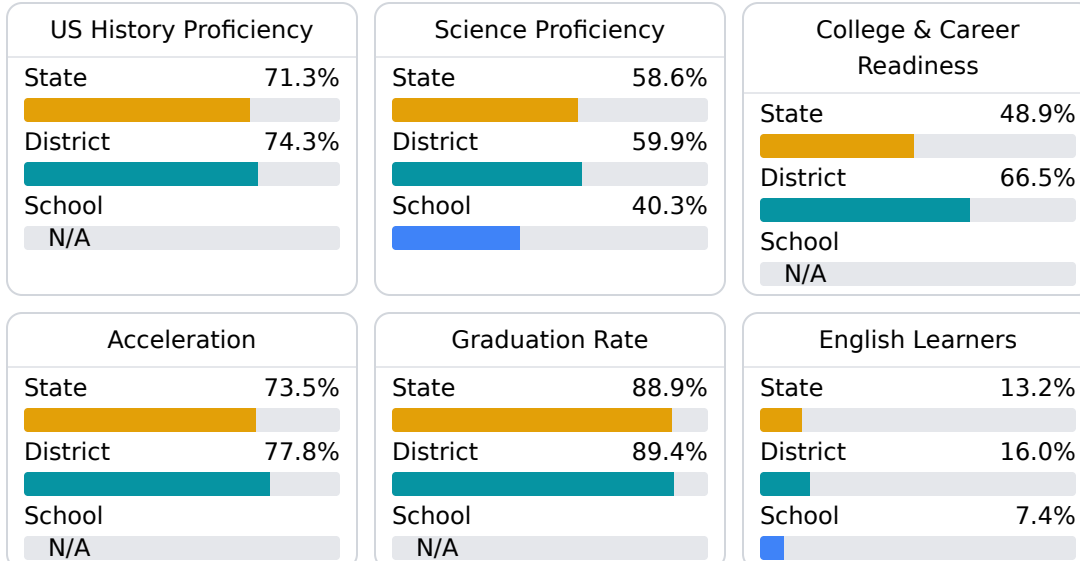 US History Proficiency
State 71.3%
District 74.3%
School
N/A
Science Proficiency
State 58.6%
District 59.9%
School 40.3%
College & Career
Readiness
State 48.9%
District 66.5%
School
N/A
Acceleration
State 73.5%
District 77.8%
School
N/A
Graduation Rate
State 88.9%
District 89.4%
School
N/A
English Learners
State 13.2%
District 16.0%
School 7.4%